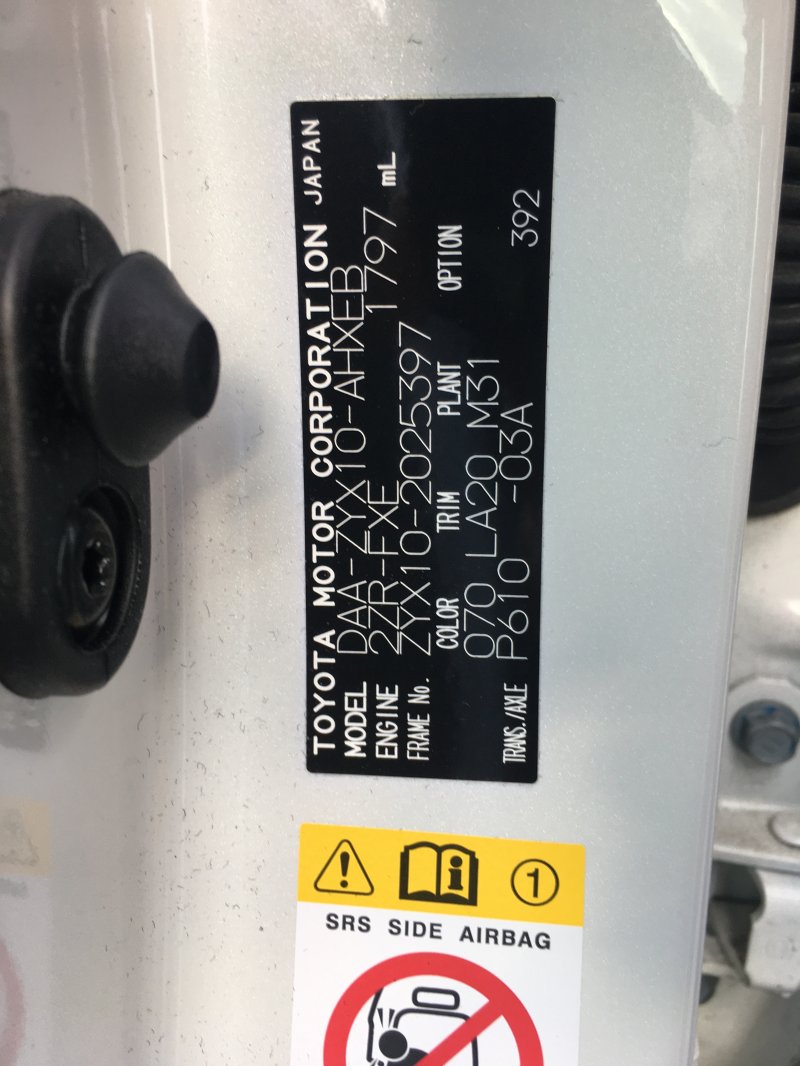 TOYOTA MOTOR CORPORATION JAPAN
MODEL DAA-ZYX10-AHXEB
ENGINE 2ZR-FXE 1797 mL
FRAME No. ZYX10-2025397
COLOR TRIM PLANT OPTION
070 LA20 M31
TRANS./AXLE P610 -03A 392
1
SRS SIDE AIRBAG